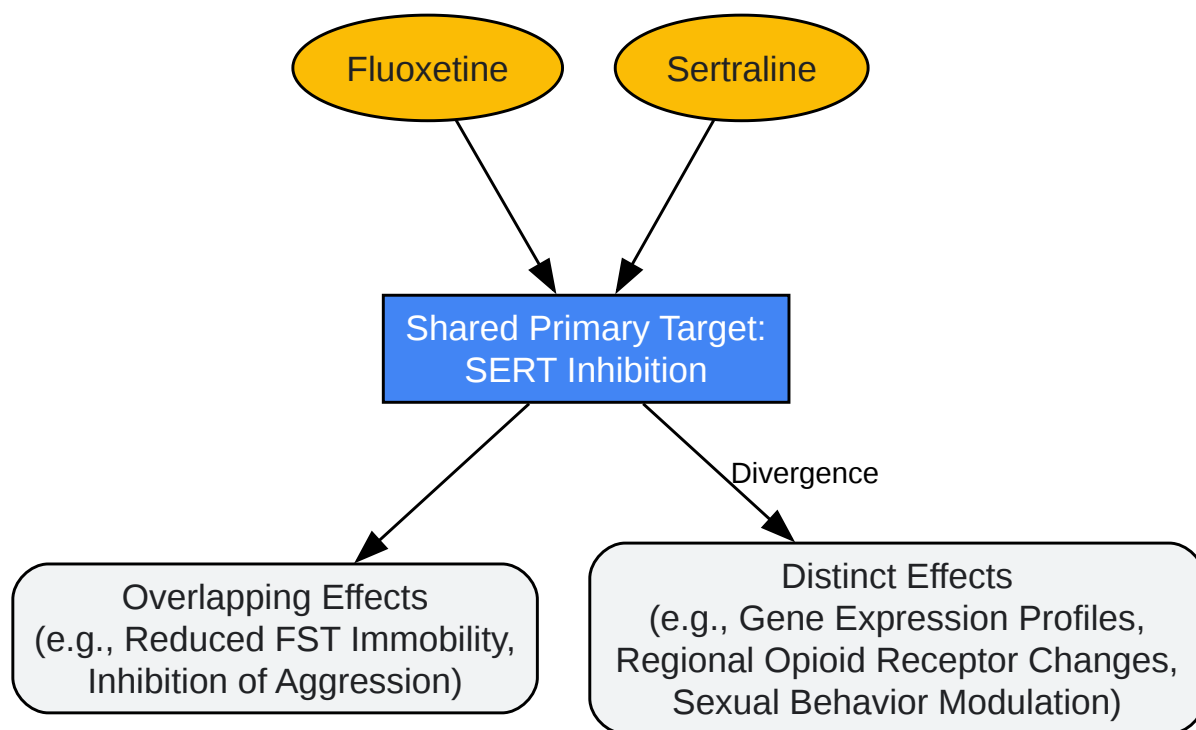 Fluoxetine
Sertraline
Shared Primary Target:
SERT Inhibition
Divergence
Overlapping Effects
(e.g., Reduced FST Immobility,
Inhibition of Aggression)
Distinct Effects
(e.g., Gene Expression Profiles,
Regional Opioid Receptor Changes,
Sexual Behavior Modulation)